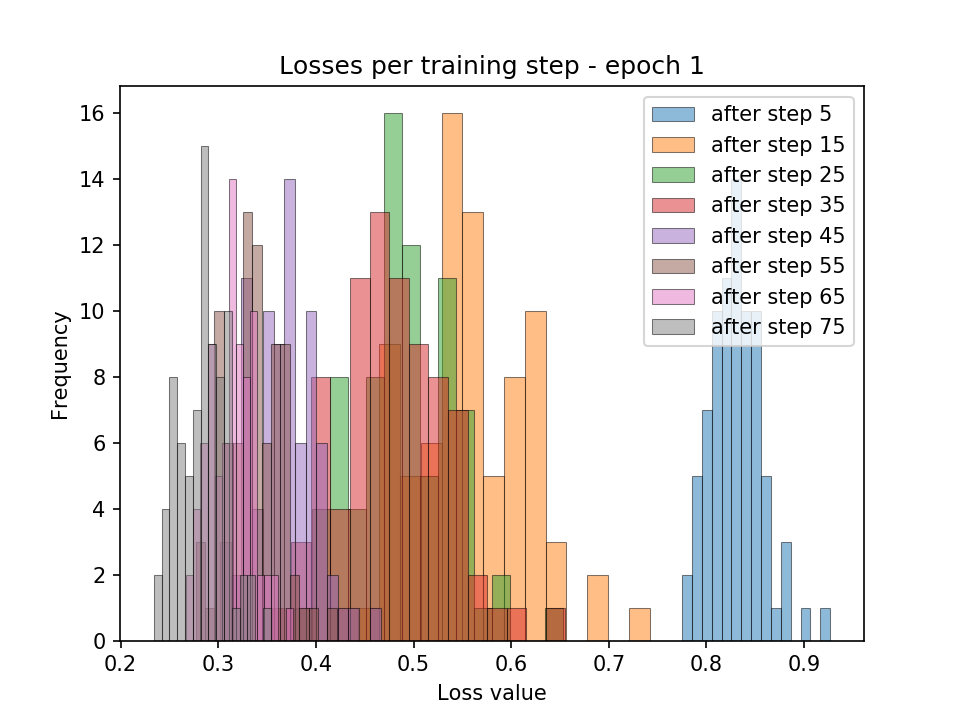 Losses per training step - epoch 1
after step 5
after step 15
after step 25
after step 35
after step 45
after step 55
after step 65
after step 75
Frequency
16
14
12
10
8
6
4
2
0
0.2 0.3 0.4 0.5 0.6 0.7 0.8 0.9
Loss value